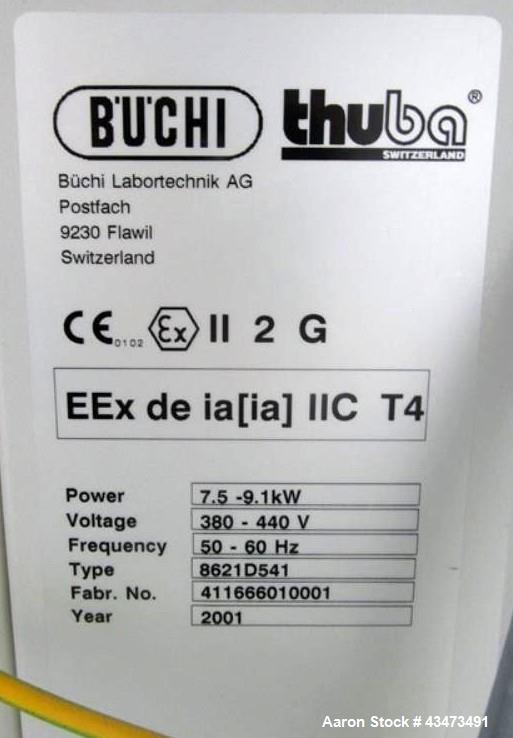 BÜCHI thuba®
SWITZERLAND
Büchi Labortechnik AG
Postfach
9230 Flawil
Switzerland
CE 0102 Ex II 2 G
EEx de ia[ia] IIC T4
Power 7.5 -9.1kW
Voltage 380 - 440 V
Frequency 50 - 60 Hz
Type 8621D541
Fabr. No. 411666010001
Year 2001
Aaron Stock # 43473491